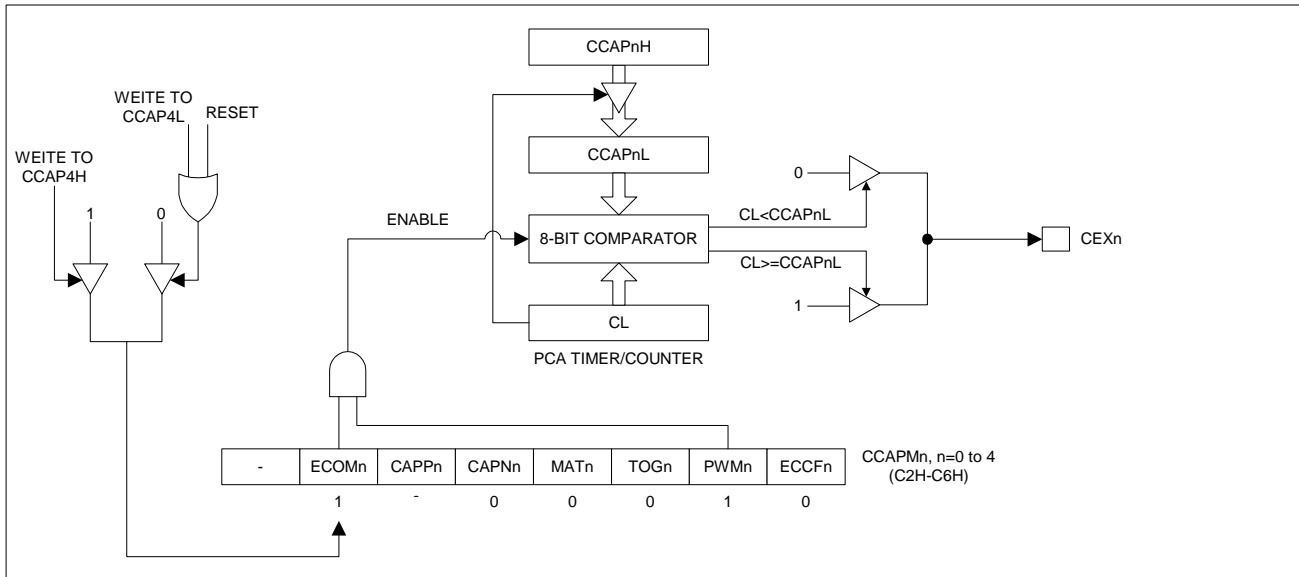 CCAPnH
WEITE TO
CCAP4L
RESET
WEITE TO
CCAP4H
CCAPnL
1
0
0
ENABLE
CL<CCAPnL
8-BIT COMPARATOR
CEXn
CL>=CCAPnL
1
CL
PCA TIMER/COUNTER
- ECOMn CAPPn CAPNn MATn TOGn PWMn ECCFn
CCAPMn, n=0 to 4
(C2H-C6H)
1 - 0 0 0 1 0